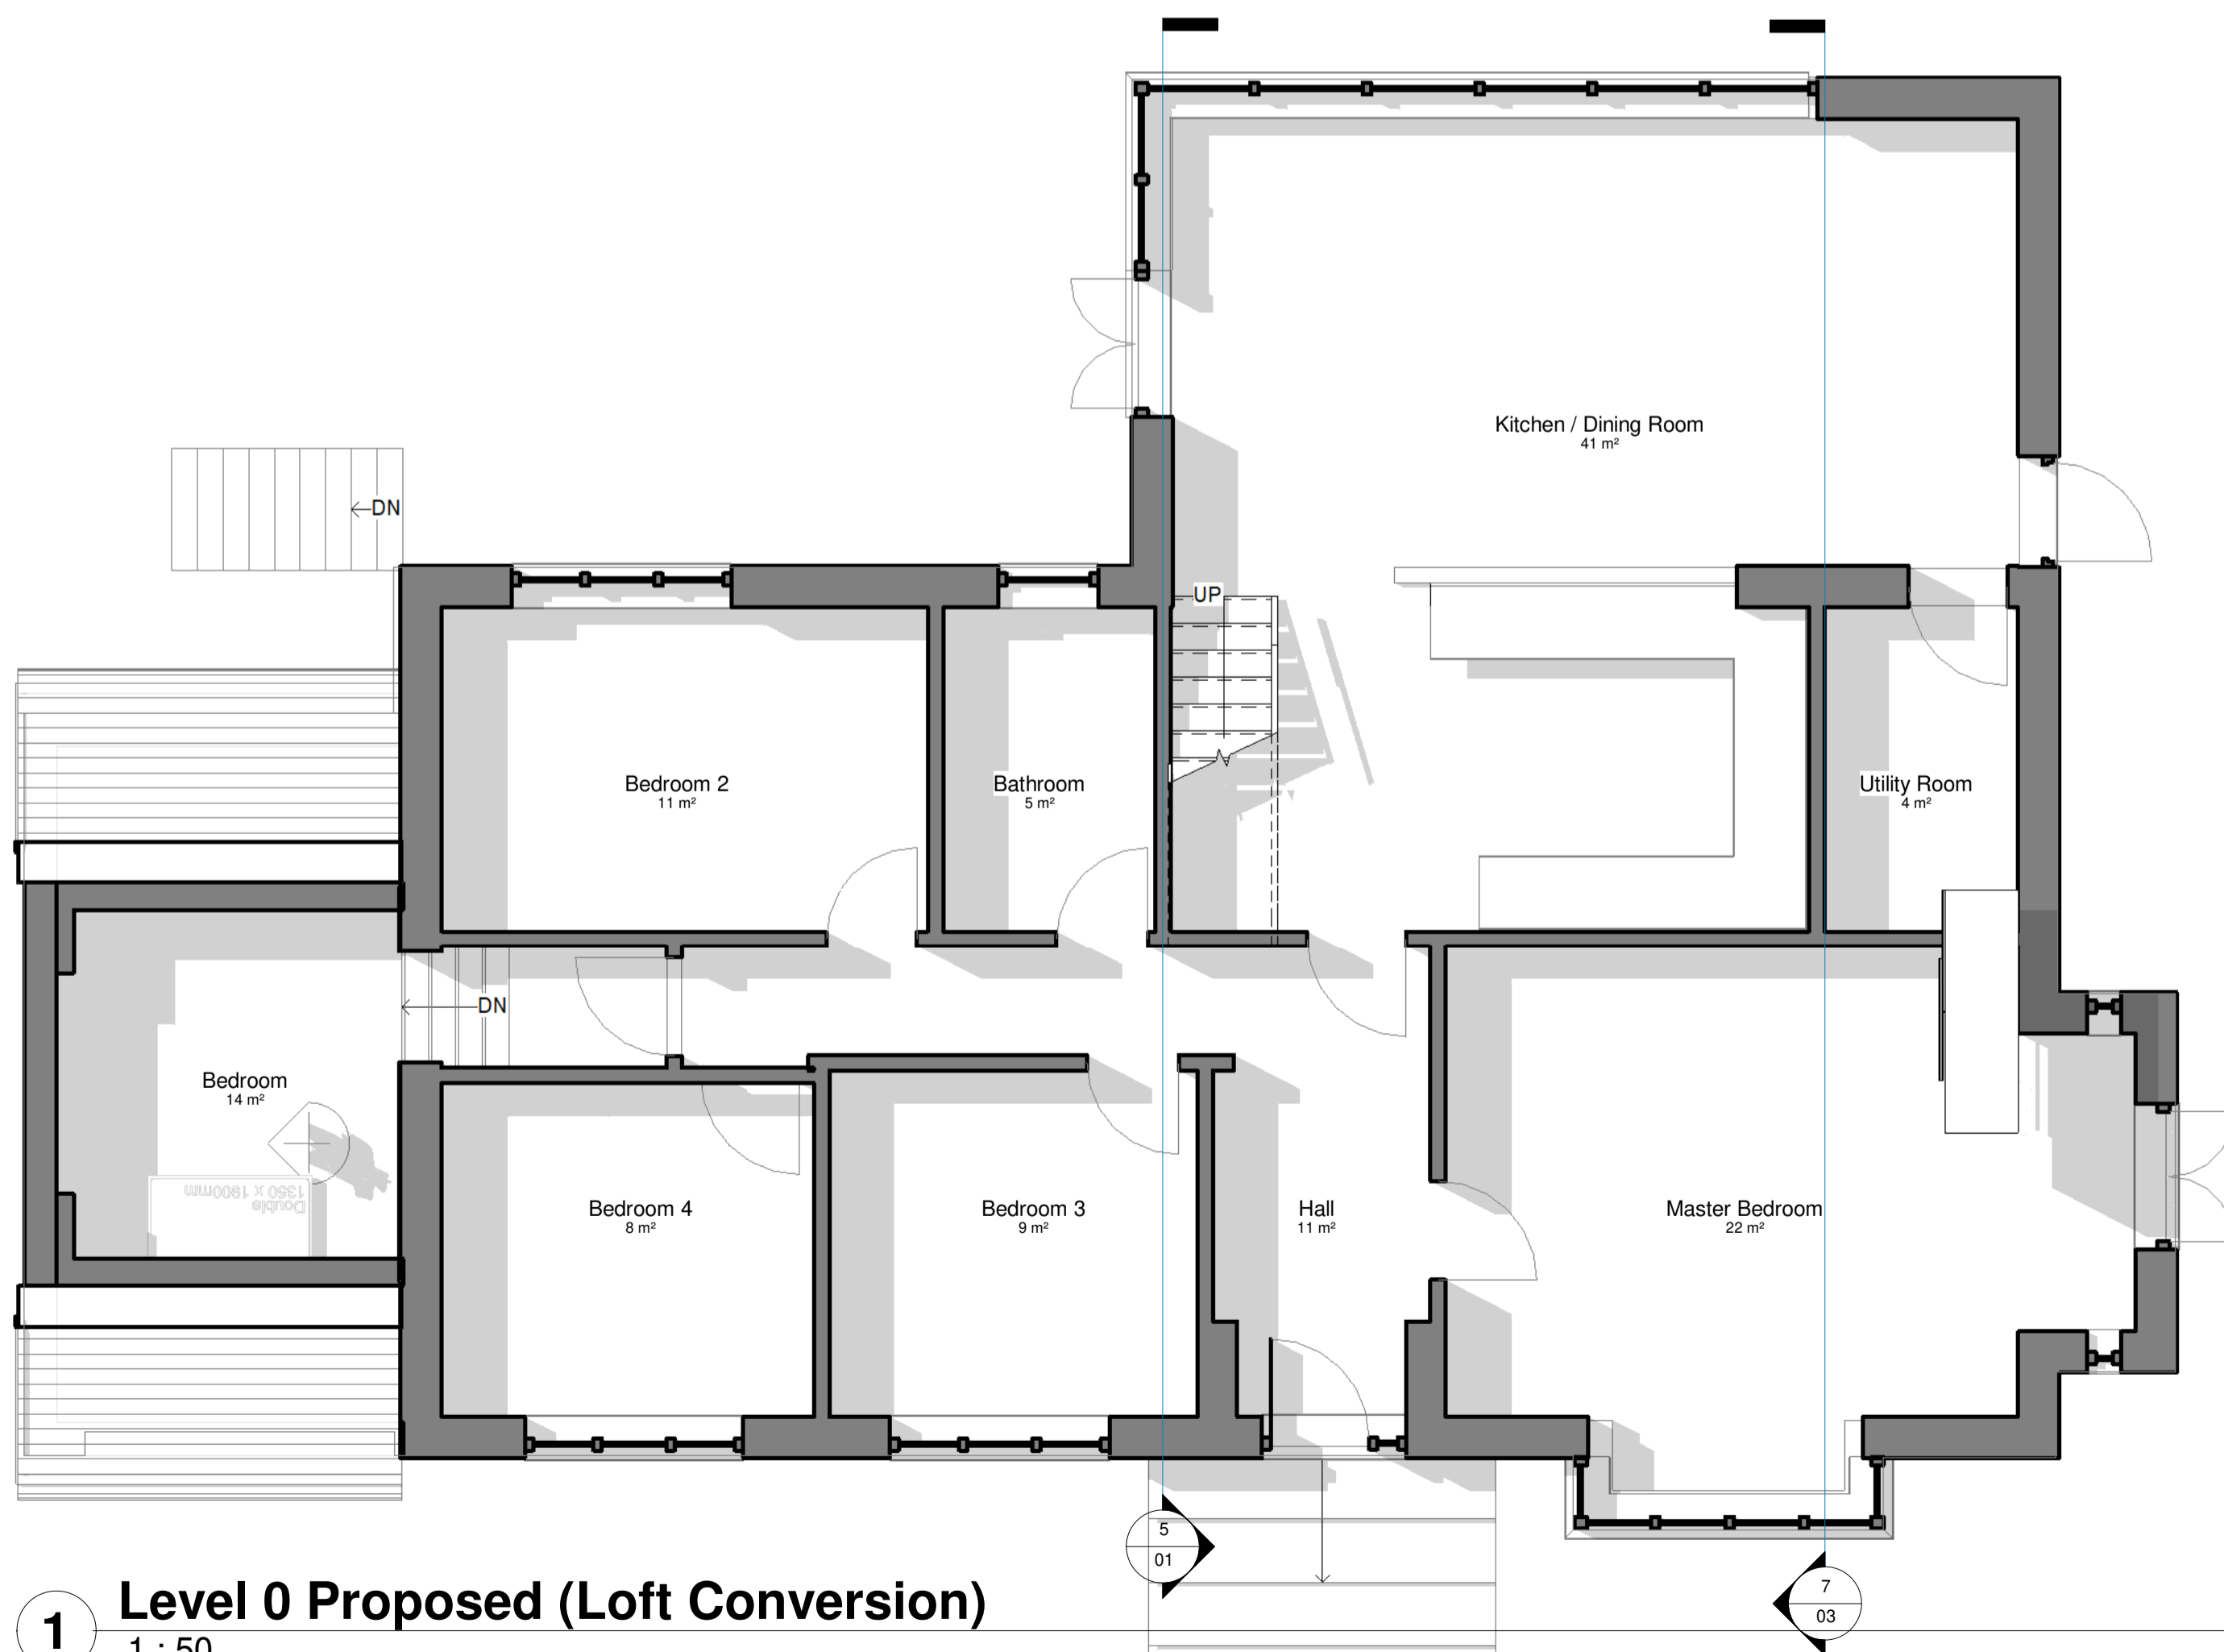 Kitchen / Dining Room
41 m²
DN
UP
Bedroom 2
11 m²
Bathroom
5 m²
Utility Room
4 m²
DN
Bedroom
14 m²
Double
1350 x 1900mm
Bedroom 4
8 m²
Bedroom 3
9 m²
Hall
11 m²
Master Bedroom
22 m²
5
01
7
03
1
Level 0 Proposed (Loft Conversion)
1 : 50